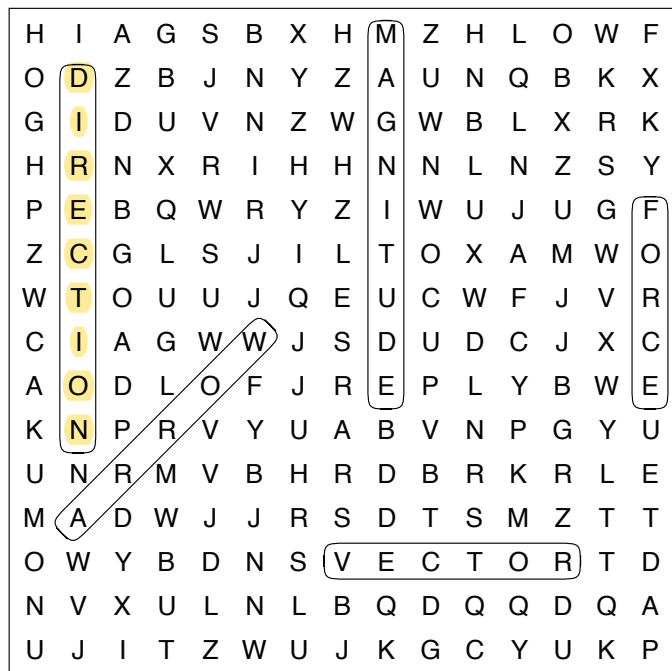 H I A G S B X H M Z H L O W F
O D Z B J N Y Z A U N Q B K X
G I D U V N Z W G W B L X R K
H R N X R I H H N N L N Z S Y
P E B Q W R Y Z I W U J U G F
Z C G L S J I L T O X A M W O
W T O U U J Q E U C W F J V R
C I A G W W J S D U D C J X C
A O D L O F J R E P L Y B W E
K N P R V Y U A B V N P G Y U
U N R M V B H R D B R K R L E
M A D W J J R S D T S M Z T T
O W Y B D N S V E C T O R T D
N V X U L N L B Q D Q Q D Q A
U J I T Z W U J K G C Y U K P